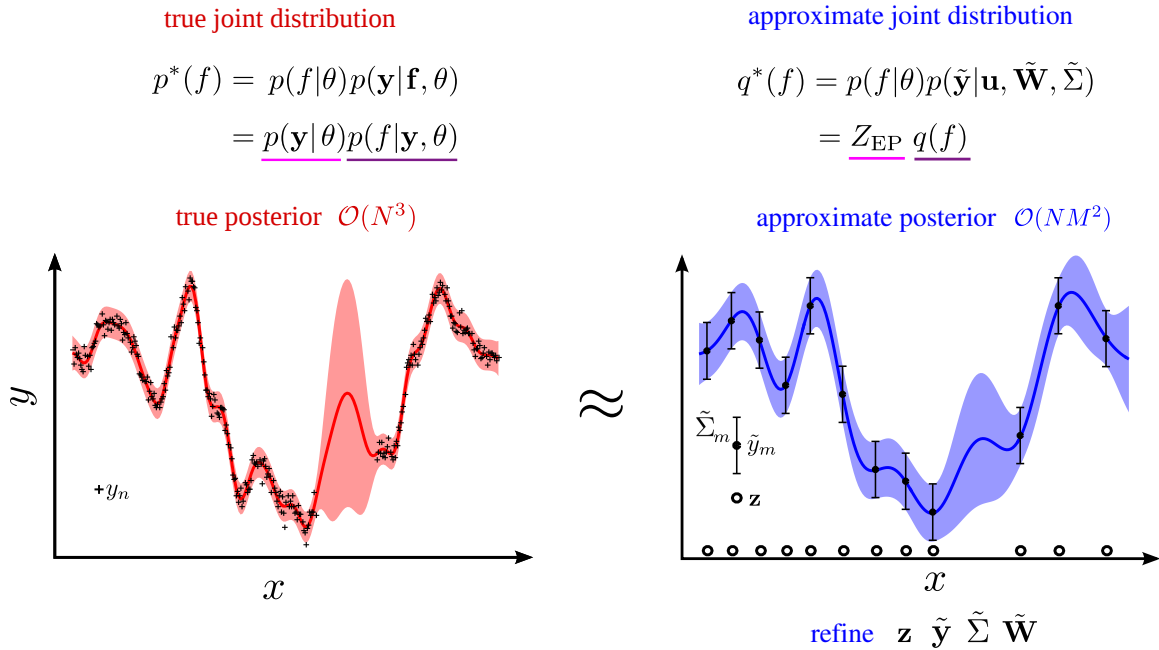 true joint distribution
p*(f) = p(f|θ)p(𝐲|𝐟, θ)
= p(𝐲|θ)p(f|𝐲, θ)
true posterior 𝒪(N³)
y
+y_n
x
≈
approximate joint distribution
q*(f) = p(f|θ)p(𝐲̃|𝐮, 𝐖̃, Σ̃)
= Z_EP q(f)
approximate posterior 𝒪(NM²)
Σ̃_m ỹ_m
𝐳
x
refine 𝐳 𝐲̃ Σ̃ 𝐖̃